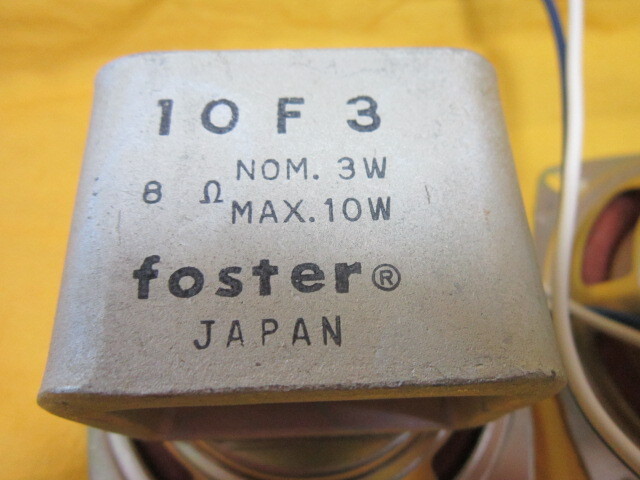 10F3
8 Ω NOM. 3W
MAX. 10W
foster®
JAPAN